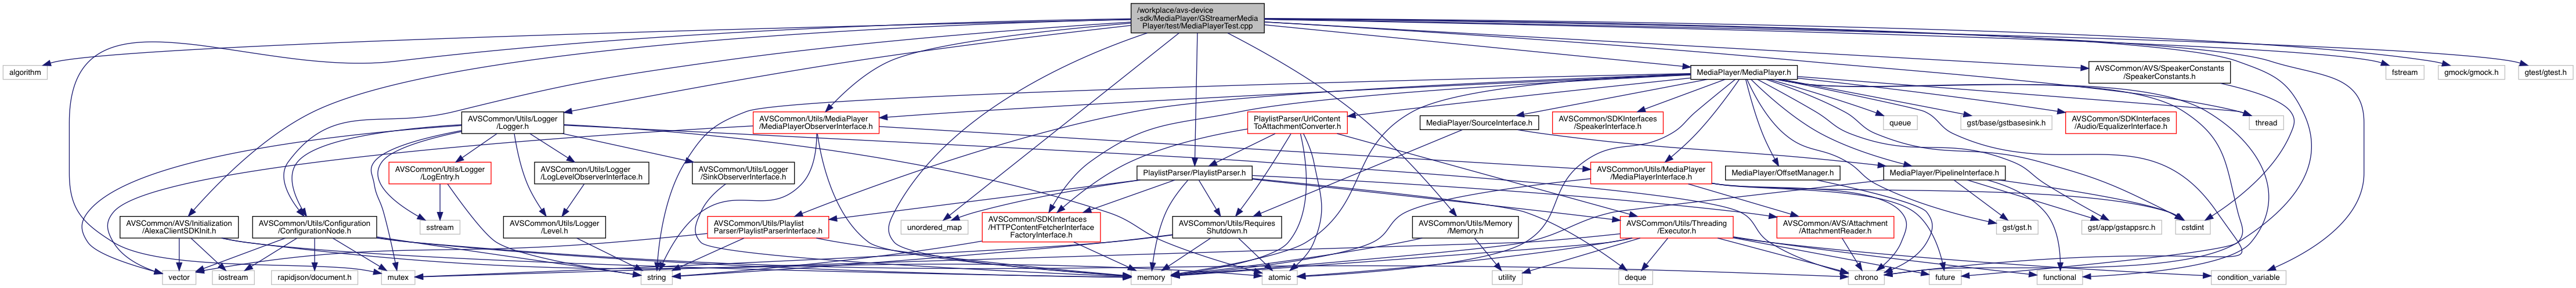 /workplace/avs-device
-sdk/MediaPlayer/GStreamerMedia
Player/test/MediaPlayerTest.cpp
algorithm
MediaPlayer/MediaPlayer.h
AVSCommon/AVS/SpeakerConstants
/SpeakerConstants.h
fstream
gmock/gmock.h
gtest/gtest.h
AVSCommon/Utils/Logger
/Logger.h
AVSCommon/Utils/MediaPlayer
/MediaPlayerObserverInterface.h
PlaylistParser/UrlContent
ToAttachmentConverter.h
MediaPlayer/SourceInterface.h
AVSCommon/SDKInterfaces
/SpeakerInterface.h
queue
gst/base/gstbasesink.h
AVSCommon/SDKInterfaces
/Audio/EqualizerInterface.h
thread
AVSCommon/Utils/Logger
/LogEntry.h
AVSCommon/Utils/Logger
/LogLevelObserverInterface.h
AVSCommon/Utils/Logger
/SinkObserverInterface.h
PlaylistParser/PlaylistParser.h
AVSCommon/Utils/MediaPlayer
/MediaPlayerInterface.h
MediaPlayer/OffsetManager.h
MediaPlayer/PipelineInterface.h
AVSCommon/AVS/Initialization
/AlexaClientSDKInit.h
AVSCommon/Utils/Configuration
/ConfigurationNode.h
sstream
AVSCommon/Utils/Logger
/Level.h
AVSCommon/Utils/Playlist
Parser/PlaylistParserInterface.h
unordered_map
AVSCommon/SDKInterfaces
/HTTPContentFetcherInterface
FactoryInterface.h
AVSCommon/Utils/Requires
Shutdown.h
AVSCommon/Utils/Memory
/Memory.h
AVSCommon/Utils/Threading
/Executor.h
AVSCommon/AVS/Attachment
/AttachmentReader.h
gst/gst.h
gst/app/gstappsrc.h
cstdint
vector
iostream
rapidjson/document.h
mutex
string
memory
atomic
utility
deque
chrono
future
functional
condition_variable